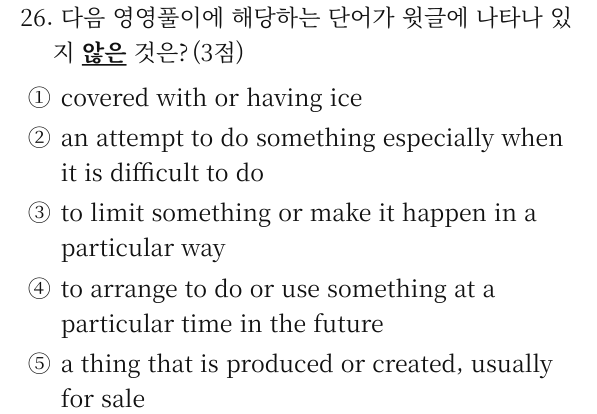 26. 다음 영영풀이에 해당하는 단어가 윗글에 나타나 있
지 않은 것은? (3점)
① covered with or having ice
② an attempt to do something especially when
it is difficult to do
③ to limit something or make it happen in a
particular way
④ to arrange to do or use something at a
particular time in the future
⑤ a thing that is produced or created, usually
for sale